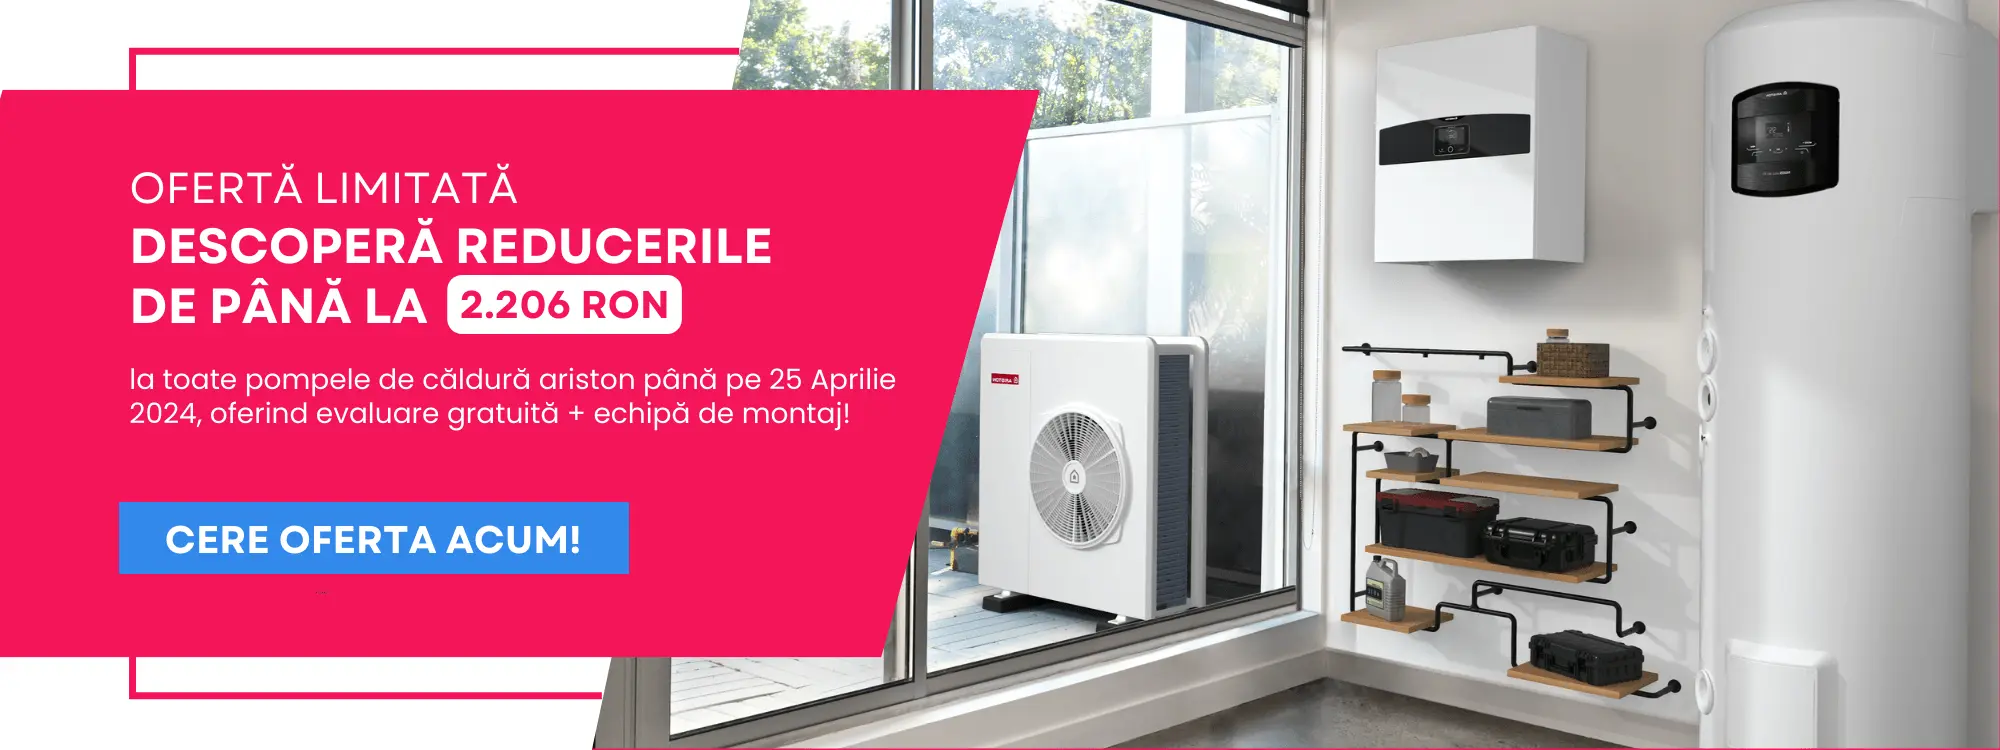 OFERTĂ LIMITATĂ
DESCOPERĂ REDUCERILE
DE PÂNĂ LA 2.206 RON
la toate pompele de căldură ariston până pe 25 Aprilie
2024, oferind evaluare gratuită + echipă de montaj!
CERE OFERTA ACUM!